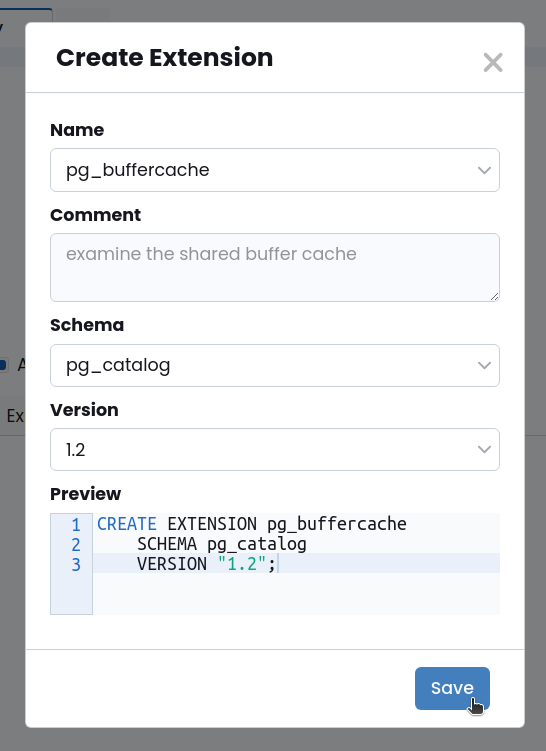 Create Extension
Name
pg_buffercache
Comment
examine the shared buffer cache
Schema
A
pg_catalog
Version
Ex
1.2
Preview
1 CREATE EXTENSION pg_buffercache
2 SCHEMA pg_catalog
3 VERSION "1.2";
Save